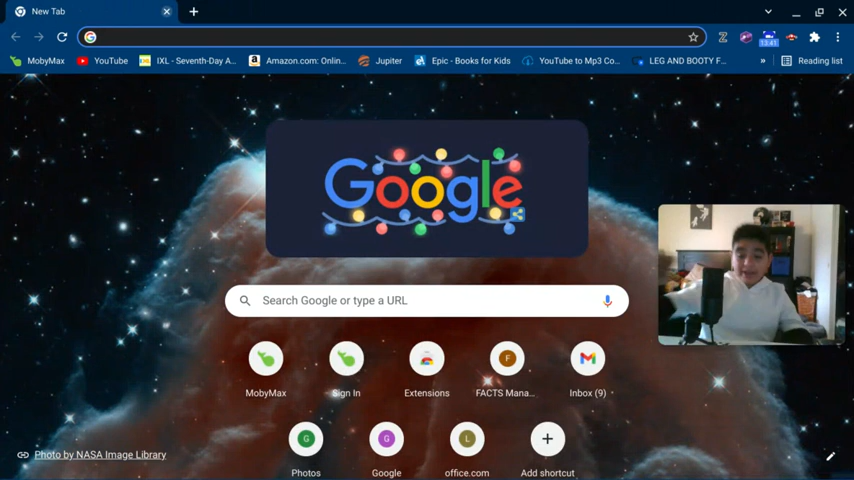 New Tab
MobyMax
YouTube
IXL - Seventh-Day A...
Amazon.com: Onlin...
Jupiter
Epic - Books for Kids
YouTube to Mp3 Co...
LEG AND BOOTY F...
»
Reading list
13:41
Google
Search Google or type a URL
MobyMax
Sign In
Extensions
F
FACTS Mana...
Inbox (9)
G
Photos
G
Google
L
office.com
Add shortcut
Photo by NASA Image Library